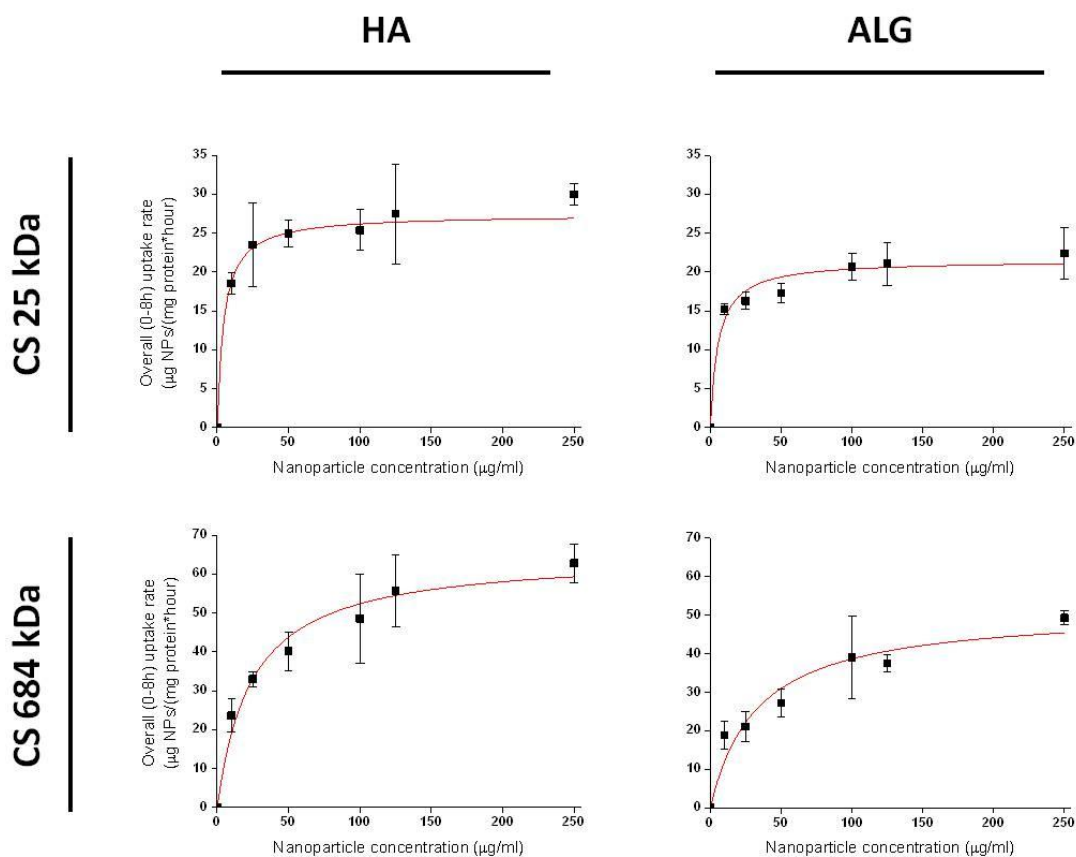 HA
ALG
CS 25 kDa
Overall (0-8h) uptake rate
(µg NPs/(mg protein*hour)
35
30
25
20
15
10
5
0
0 50 100 150 200 250
Nanoparticle concentration (µg/ml)
35
30
25
20
15
10
5
0
0 50 100 150 200 250
Nanoparticle concentration (µg/ml)
CS 684 kDa
Overall (0-8h) uptake rate
(µg NPs/(mg protein*hour)
70
60
50
40
30
20
10
0
0 50 100 150 200 250
Nanoparticle concentration (µg/ml)
70
60
50
40
30
20
10
0
0 50 100 150 200 250
Nanoparticle concentration (µg/ml)